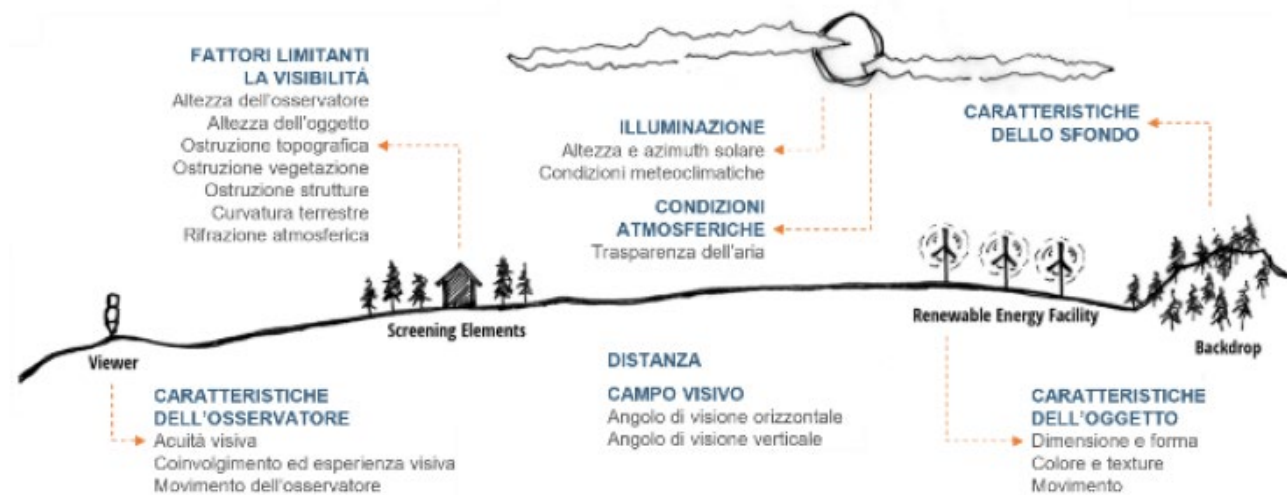 FATTORI LIMITANTI
LA VISIBILITÀ
Altezza dell'osservatore
Altezza dell'oggetto
Ostruzione topografica
Ostruzione vegetazione
Ostruzione strutture
Curvatura terrestre
Rifrazione atmosferica
ILLUMINAZIONE
Altezza e azimuth solare
Condizioni meteoclimatiche
CONDIZIONI
ATMOSFERICHE
Trasparenza dell'aria
CARATTERISTICHE
DELLO SFONDO
Viewer
Screening Elements
Renewable Energy Facility
Backdrop
CARATTERISTICHE
DELL'OSSERVATORE
Acuità visiva
Coinvolgimento ed esperienza visiva
Movimento dell'osservatore
DISTANZA
CAMPO VISIVO
Angolo di visione orizzontale
Angolo di visione verticale
CARATTERISTICHE
DELL'OGGETTO
Dimensione e forma
Colore e texture
Movimento